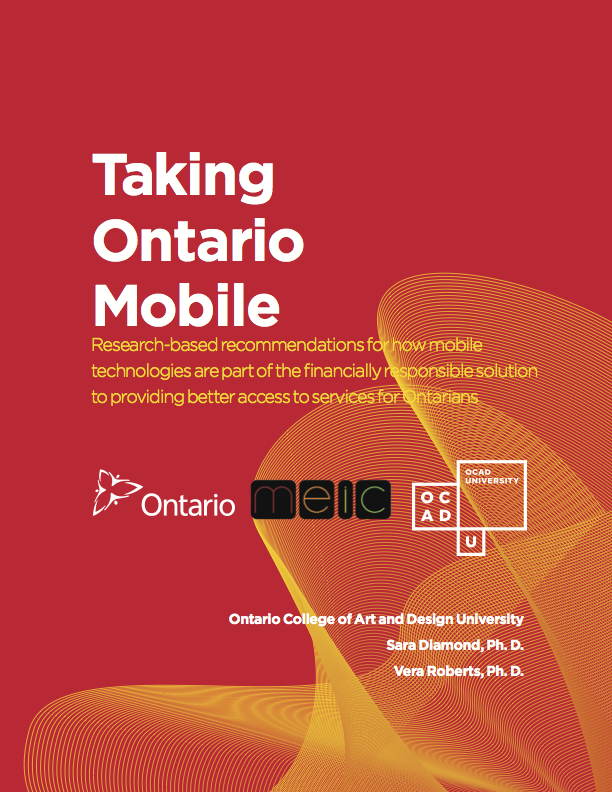 Taking
Ontario
Mobile
Research-based recommendations for how mobile
technologies are part of the financially responsible solution
to providing better access to services for Ontarians
Ontario
meic
OCAD
UNIVERSITY
OC
AD
U
Ontario College of Art and Design University
Sara Diamond, Ph. D.
Vera Roberts, Ph. D.